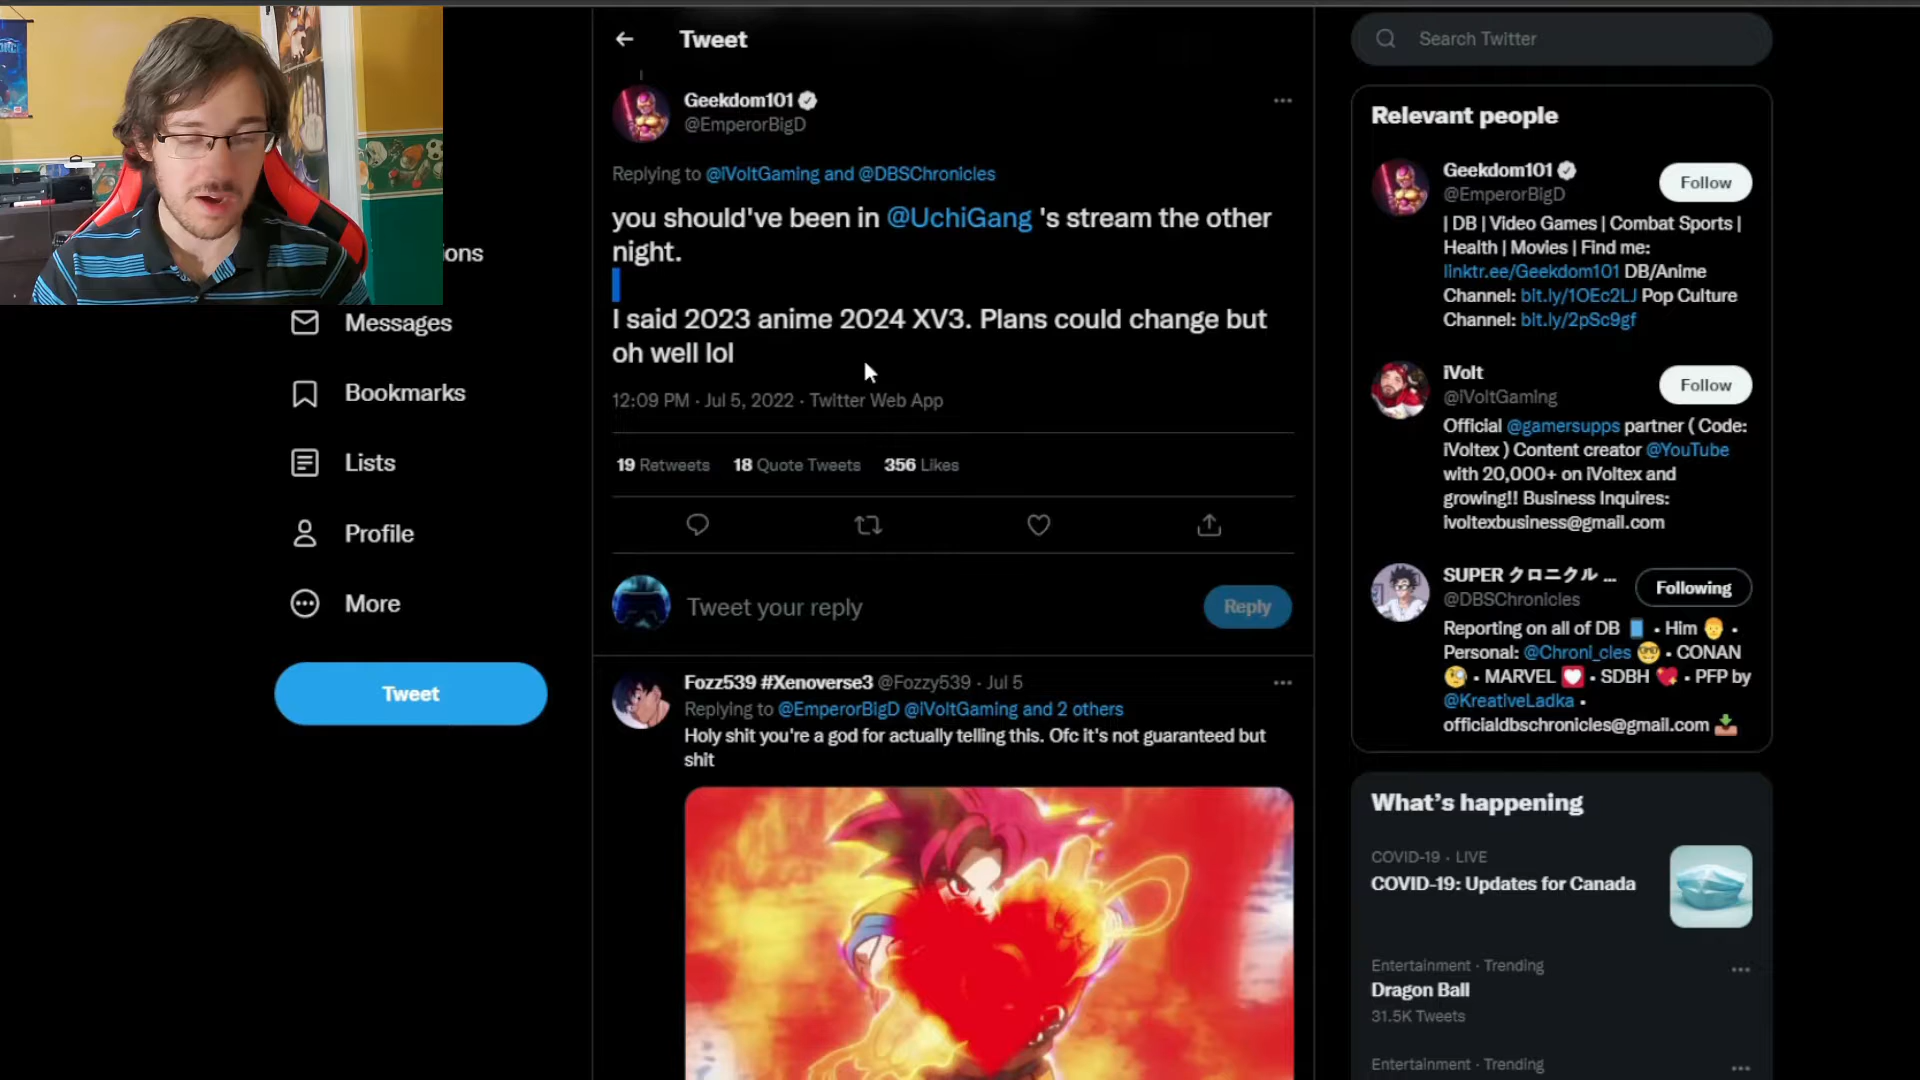 Tweet
Geekdom101
@EmperorBigD
Replying to @iVoltGaming and @DBSChronicles
you should've been in @UchiGang 's stream the other
night.
I said 2023 anime 2024 XV3. Plans could change but
oh well lol
12:09 PM · Jul 5, 2022 · Twitter Web App
19 Retweets 18 Quote Tweets 356 Likes
Tweet your reply
Reply
Fozz539 #Xenoverse3 @Fozzy539 · Jul 5
Replying to @EmperorBigD @iVoltGaming and 2 others
Holy shit you're a god for actually telling this. Ofc it's not guaranteed but
shit
ions
Messages
Bookmarks
Lists
Profile
More
Tweet
Search Twitter
Relevant people
Geekdom101
@EmperorBigD
Follow
| DB | Video Games | Combat Sports |
Health | Movies | Find me:
linktr.ee/Geekdom101 DB/Anime
Channel: bit.ly/1OEc2LJ Pop Culture
Channel: bit.ly/2pSc9gf
iVolt
@iVoltGaming
Follow
Official @gamersupps partner ( Code:
iVoltex ) Content creator @YouTube
with 20,000+ on iVoltex and
growing!! Business Inquires:
ivoltexbusiness@gmail.com
SUPER クロニクル ...
@DBSChronicles
Following
Reporting on all of DB 📘 • Him 👨‍🦲 •
Personal: @Chroni_cles 🤓 • CONAN
🧐 • MARVEL 💟 • SDBH 💖 • PFP by
@KreativeLadka •
officialdbschronicles@gmail.com 📥
What's happening
COVID-19 · LIVE
COVID-19: Updates for Canada
Entertainment · Trending
Dragon Ball
31.5K Tweets
Entertainment · Trending